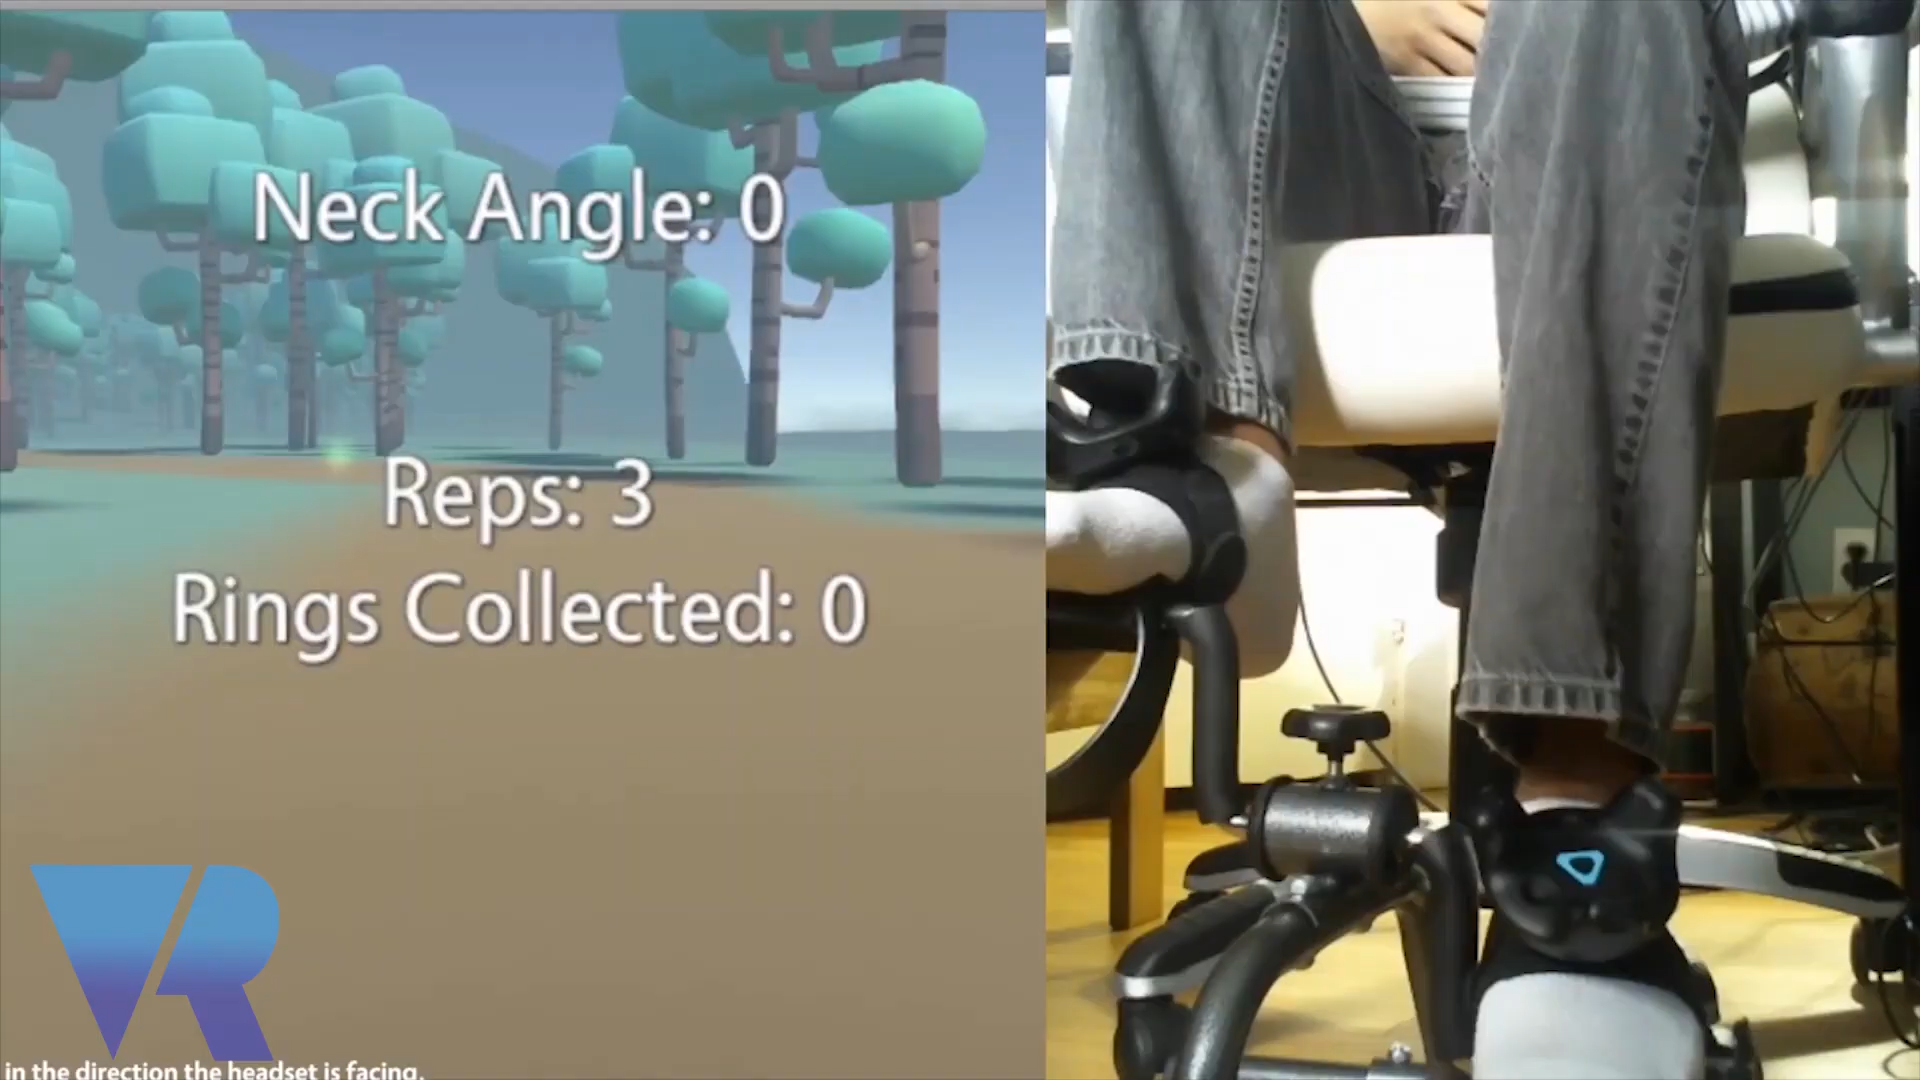 Neck Angle: 0
Reps: 3
Rings Collected: 0
VR
in the direction the headset is facing.